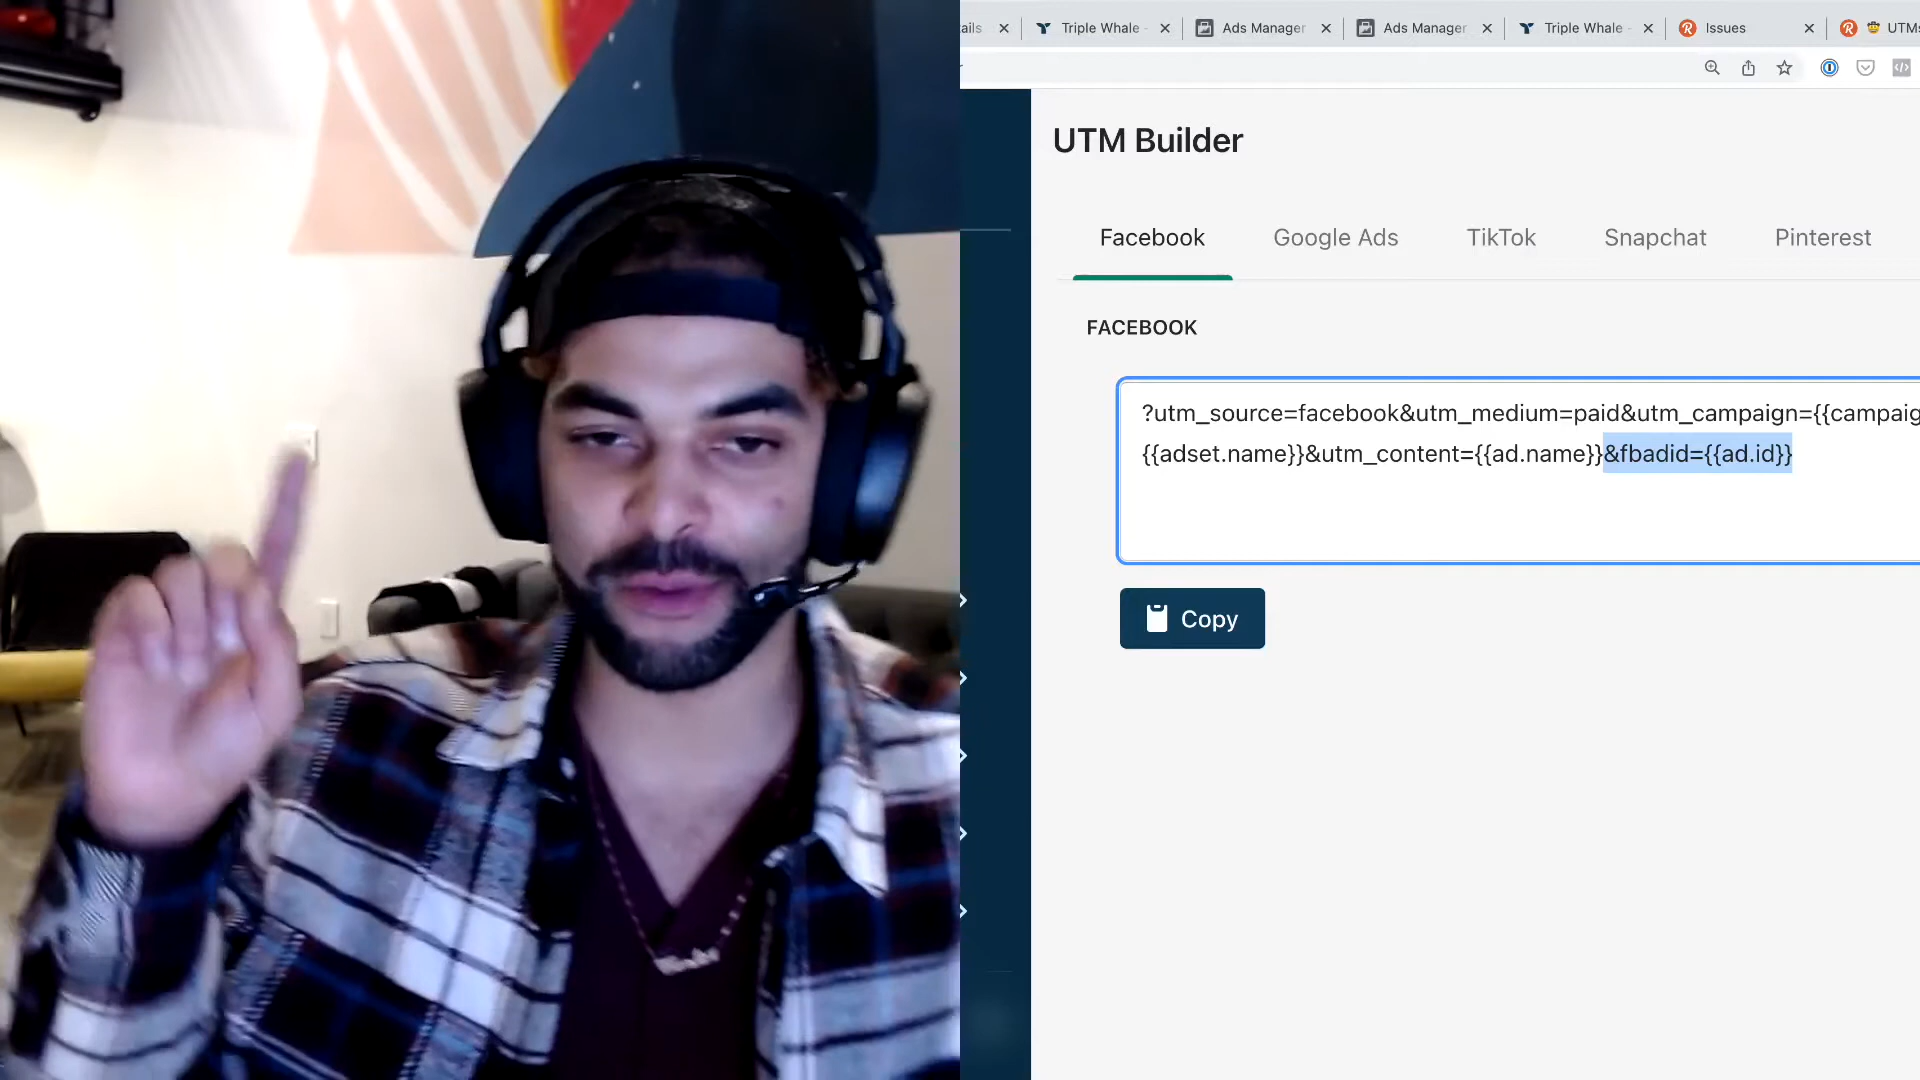 ails
Triple Whale -
Ads Manager
Ads Manager
Triple Whale -
Issues
UTMs
UTM Builder
Facebook
Google Ads
TikTok
Snapchat
Pinterest
FACEBOOK
?utm_source=facebook&utm_medium=paid&utm_campaign={{campaig
{{adset.name}}&utm_content={{ad.name}}&fbadid={{ad.id}}
Copy